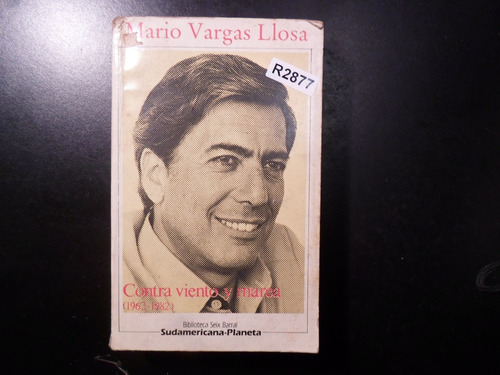 Mario Vargas Llosa
R2877
Contra viento y marea
(1962-1982)
Biblioteca Seix Barral
Sudamericana-Planeta